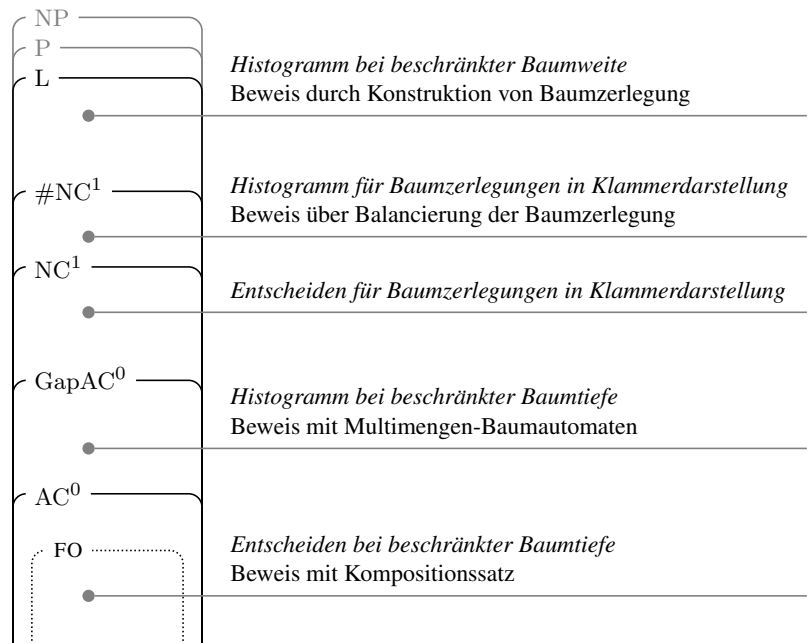 NP
P
L
Histogramm bei beschränkter Baumweite
Beweis durch Konstruktion von Baumzerlegung
#NC¹
Histogramm für Baumzerlegungen in Klammerdarstellung
Beweis über Balancierung der Baumzerlegung
NC¹
Entscheiden für Baumzerlegungen in Klammerdarstellung
GapAC⁰
Histogramm bei beschränkter Baumtiefe
Beweis mit Multimengen-Baumautomaten
AC⁰
FO
Entscheiden bei beschränkter Baumtiefe
Beweis mit Kompositionssatz